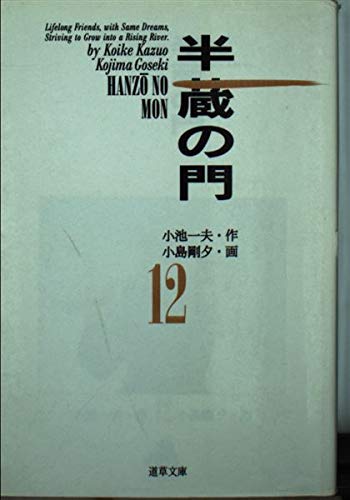 Lifelong Friends, with Same Dreams,
Striving to Grow into a Rising River.
by Koike Kazuo
Kojima Goseki
HANZŌ NO
MON
半蔵の門
小池一夫・作
小島剛夕・画
12
道草文庫